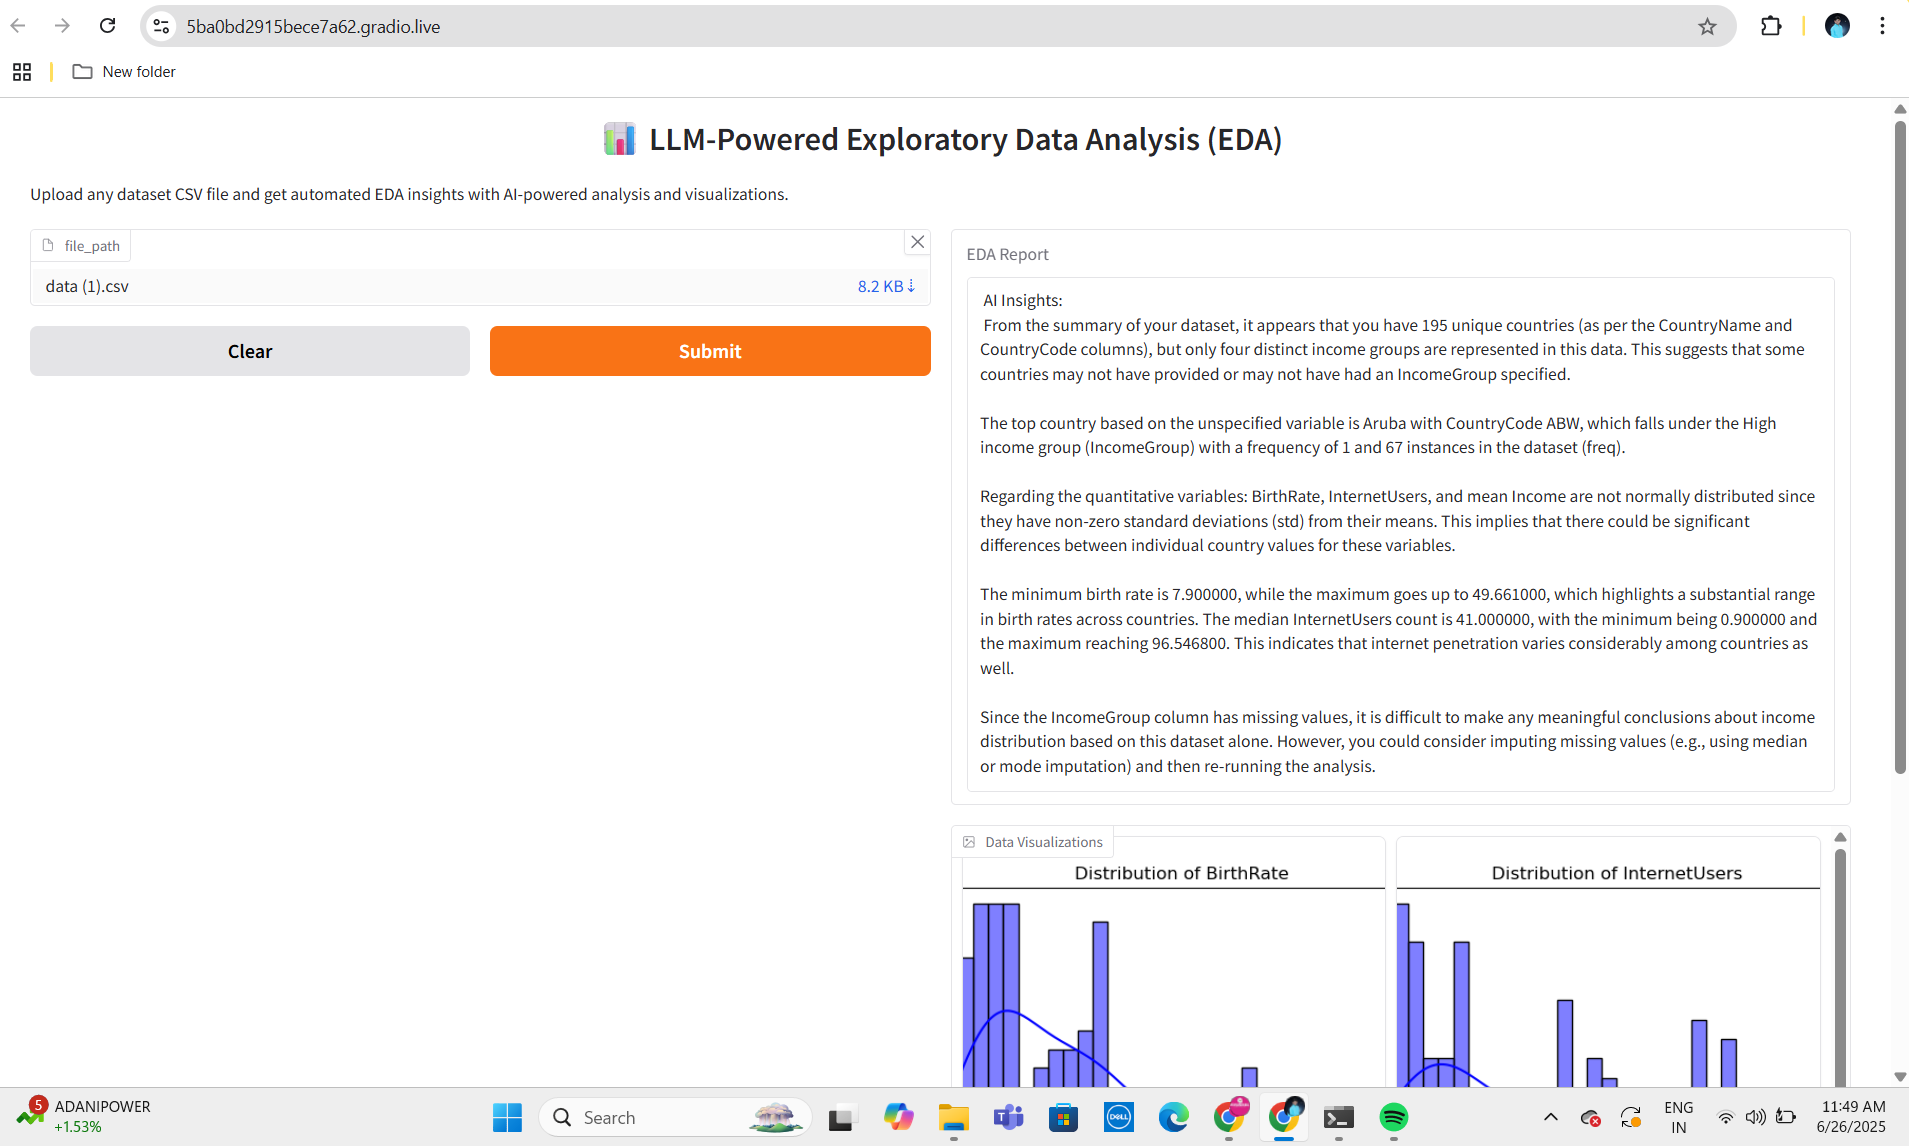 5ba0bd2915bece7a62.gradio.live
New folder
LLM-Powered Exploratory Data Analysis (EDA)
Upload any dataset CSV file and get automated EDA insights with AI-powered analysis and visualizations.
file_path
data (1).csv
8.2 KB ↓
Clear
Submit
EDA Report
AI Insights:
From the summary of your dataset, it appears that you have 195 unique countries (as per the CountryName and
CountryCode columns), but only four distinct income groups are represented in this data. This suggests that some
countries may not have provided or may not have had an IncomeGroup specified.
The top country based on the unspecified variable is Aruba with CountryCode ABW, which falls under the High
income group (IncomeGroup) with a frequency of 1 and 67 instances in the dataset (freq).
Regarding the quantitative variables: BirthRate, InternetUsers, and mean Income are not normally distributed since
they have non-zero standard deviations (std) from their means. This implies that there could be significant
differences between individual country values for these variables.
The minimum birth rate is 7.900000, while the maximum goes up to 49.661000, which highlights a substantial range
in birth rates across countries. The median InternetUsers count is 41.000000, with the minimum being 0.900000 and
the maximum reaching 96.546800. This indicates that internet penetration varies considerably among countries as
well.
Since the IncomeGroup column has missing values, it is difficult to make any meaningful conclusions about income
distribution based on this dataset alone. However, you could consider imputing missing values (e.g., using median
or mode imputation) and then re-running the analysis.
Data Visualizations
Distribution of BirthRate
Distribution of InternetUsers
5
ADANIPOWER
+1.53%
Search
DELL
ENG
IN
11:49 AM
6/26/2025